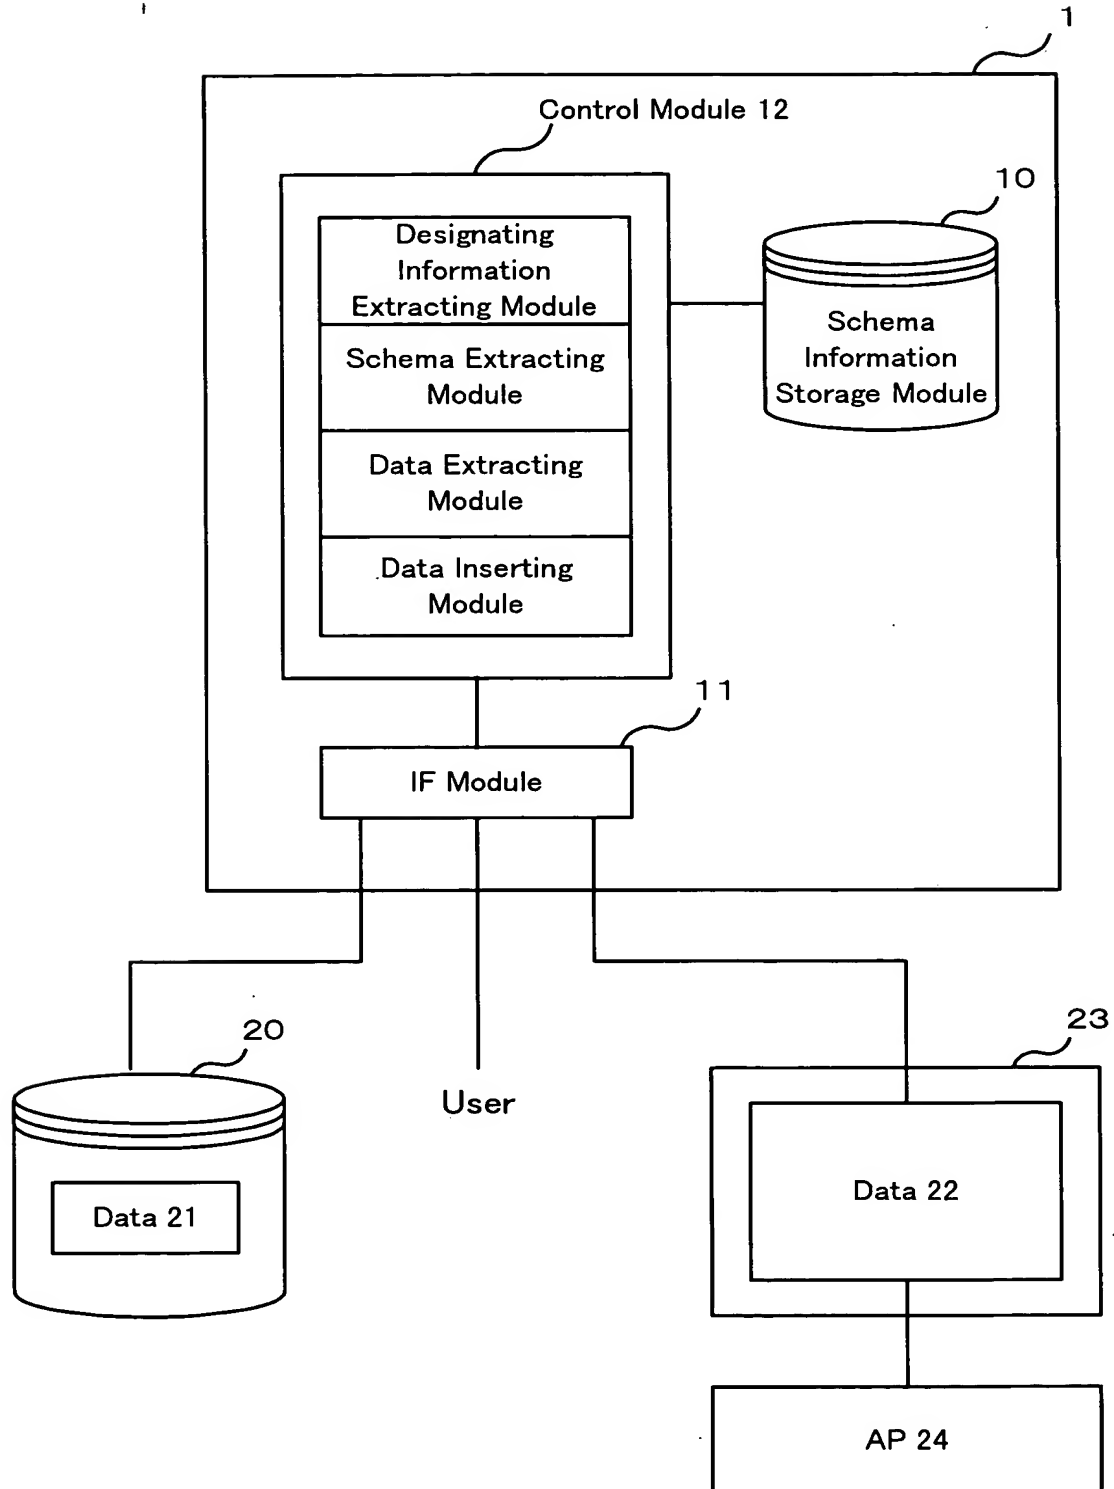 1
Control Module 12
10
Designating
Information
Extracting Module
Schema Extracting
Module
Data Extracting
Module
Data Inserting
Module
Schema
Information
Storage Module
11
IF Module
20
User
23
Data 21
Data 22
AP 24